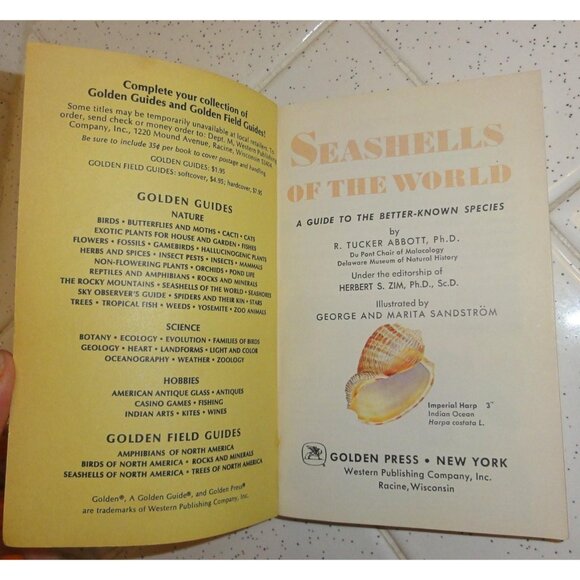 Complete your collection of
Golden Guides and Golden Field Guides!
Some titles may be temporarily unavailable at local retailers. To
order, send check or money order to: Dept. M, Western Publishing
Company, Inc., 1220 Mound Avenue, Racine, Wisconsin 53404.
Be sure to include 35¢ per book to cover postage and handling.
GOLDEN GUIDES: $1.95
GOLDEN FIELD GUIDES: softcover, $4.95; hardcover, $7.95
GOLDEN GUIDES
NATURE
BIRDS • BUTTERFLIES AND MOTHS • CACTI • CATS
EXOTIC PLANTS FOR HOUSE AND GARDEN • FISHES
FLOWERS • FOSSILS • GAMEBIRDS • HALLUCINOGENIC PLANTS
HERBS AND SPICES • INSECT PESTS • INSECTS • MAMMALS
NON-FLOWERING PLANTS • ORCHIDS • POND LIFE
REPTILES AND AMPHIBIANS • ROCKS AND MINERALS
THE ROCKY MOUNTAINS • SEASHELLS OF THE WORLD • SEASHORES
SKY OBSERVER'S GUIDE • SPIDERS AND THEIR KIN • STARS
TREES • TROPICAL FISH • WEEDS • YOSEMITE • ZOO ANIMALS
SCIENCE
BOTANY • ECOLOGY • EVOLUTION • FAMILIES OF BIRDS
GEOLOGY • HEART • LANDFORMS • LIGHT AND COLOR
OCEANOGRAPHY • WEATHER • ZOOLOGY
HOBBIES
AMERICAN ANTIQUE GLASS • ANTIQUES
CASINO GAMES • FISHING
INDIAN ARTS • KITES • WINES
GOLDEN FIELD GUIDES
AMPHIBIANS OF NORTH AMERICA
BIRDS OF NORTH AMERICA • ROCKS AND MINERALS
SEASHELLS OF NORTH AMERICA • TREES OF NORTH AMERICA
Golden®, A Golden Guide®, and Golden Press®
are trademarks of Western Publishing Company, Inc.
SEASHELLS
OF THE WORLD
A GUIDE TO THE BETTER-KNOWN SPECIES
by
R. TUCKER ABBOTT, Ph.D.
Du Pont Chair of Malacology
Delaware Museum of Natural History
Under the editorship of
HERBERT S. ZIM, Ph.D., Sc.D.
Illustrated by
GEORGE AND MARITA SANDSTRÖM
Imperial Harp 3"
Indian Ocean
Harpa costata L.
GOLDEN PRESS • NEW YORK
Western Publishing Company, Inc.
Racine, Wisconsin